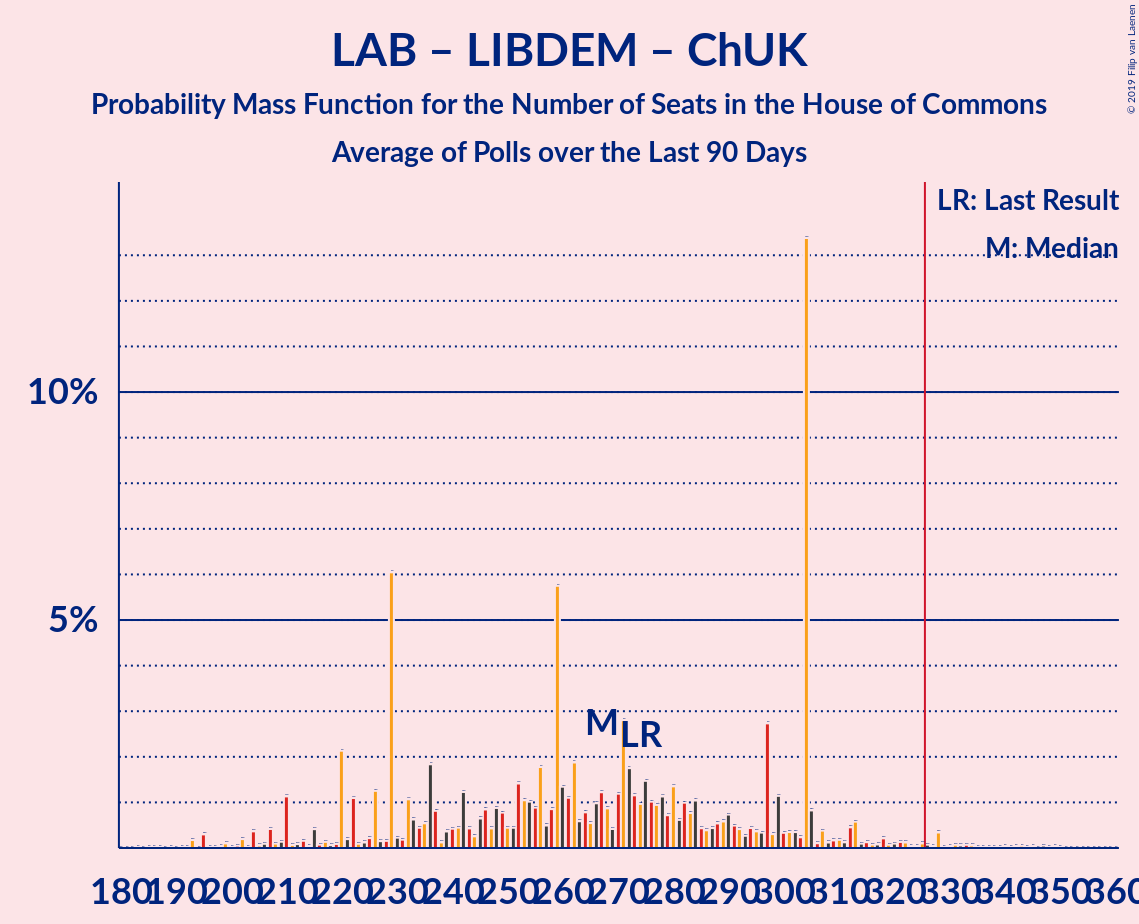 LAB – LIBDEM – ChUK
Probability Mass Function for the Number of Seats in the House of Commons
Average of Polls over the Last 90 Days
© 2019 Filip van Laenen
LR: Last Result
M: Median
10%
5%
M
LR
180 190 200 210 220 230 240 250 260 270 280 290 300 310 320 330 340 350 360